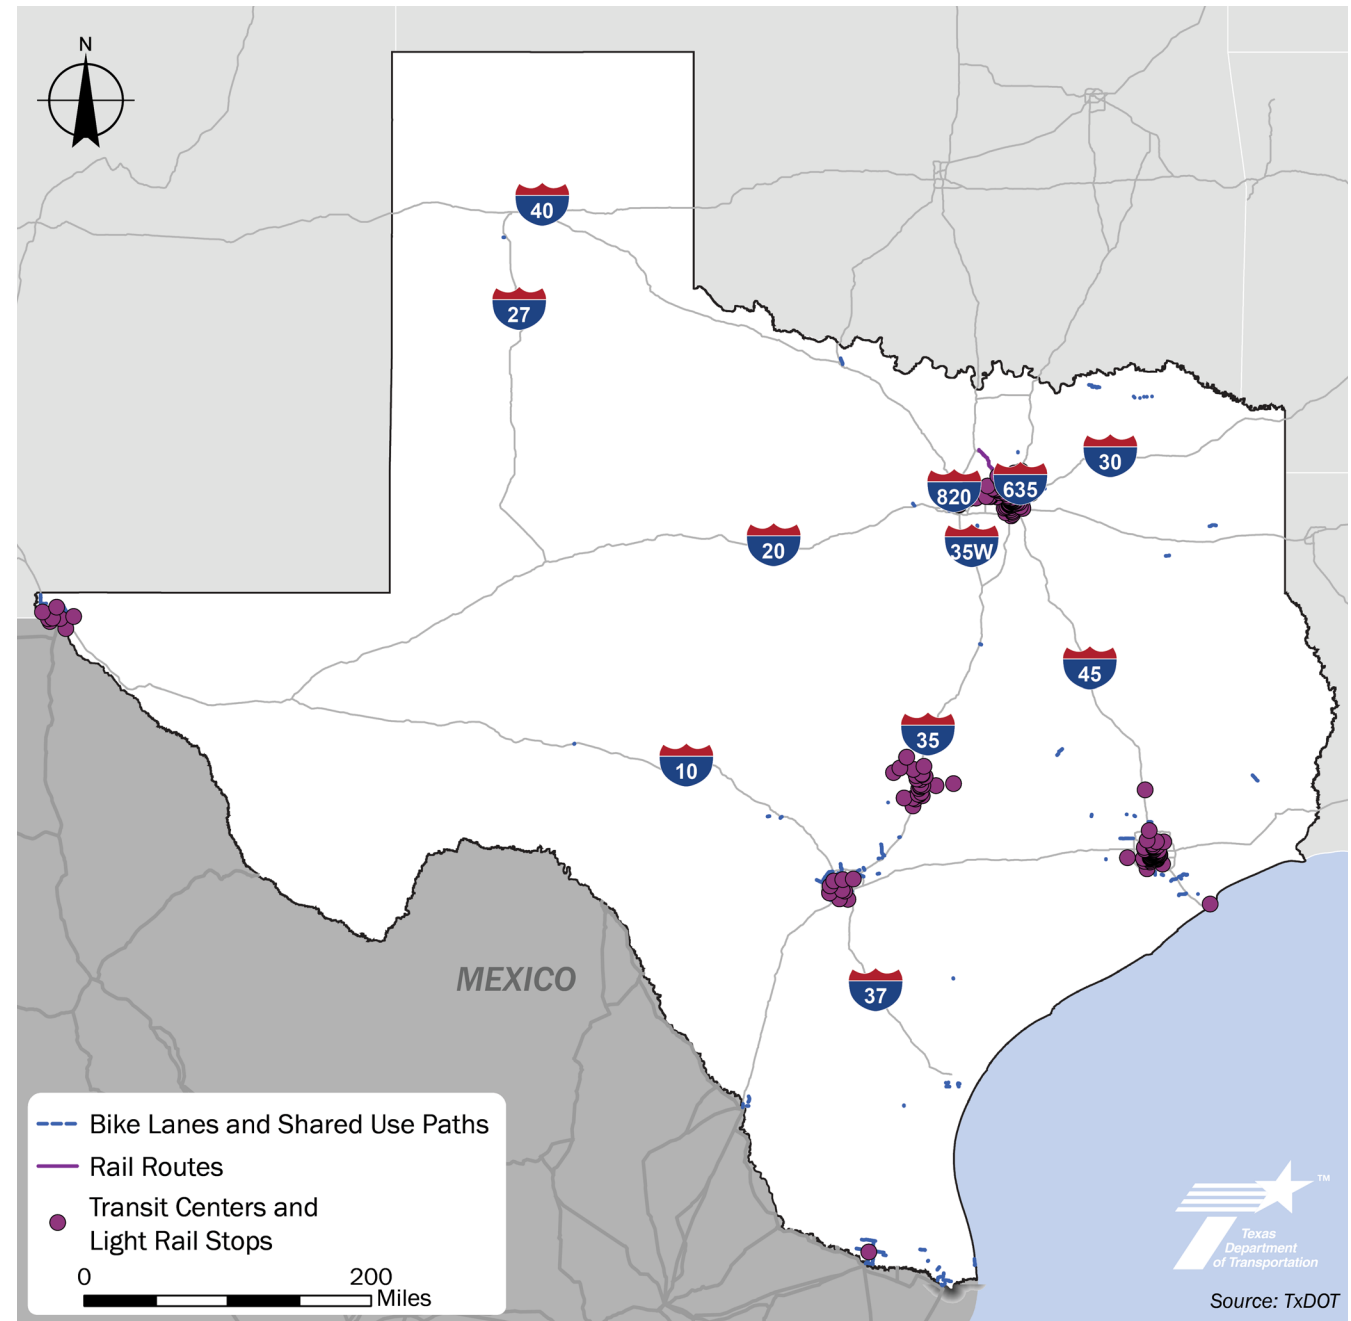 N
40
27
30
820
635
20
35W
45
35
10
MEXICO
37
Bike Lanes and Shared Use Paths
Rail Routes
Transit Centers and
Light Rail Stops
0
200
Miles
TM
Texas
Department
of Transportation
Source: TxDOT